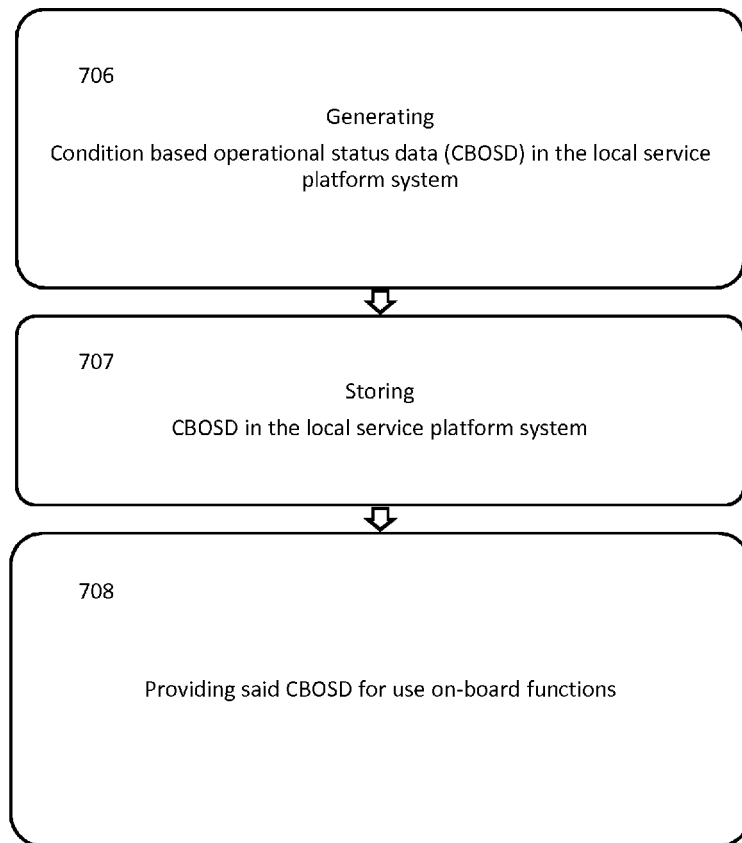 706
Generating
Condition based operational status data (CBOSD) in the local service
platform system
707
Storing
CBOSD in the local service platform system
708
Providing said CBOSD for use on-board functions